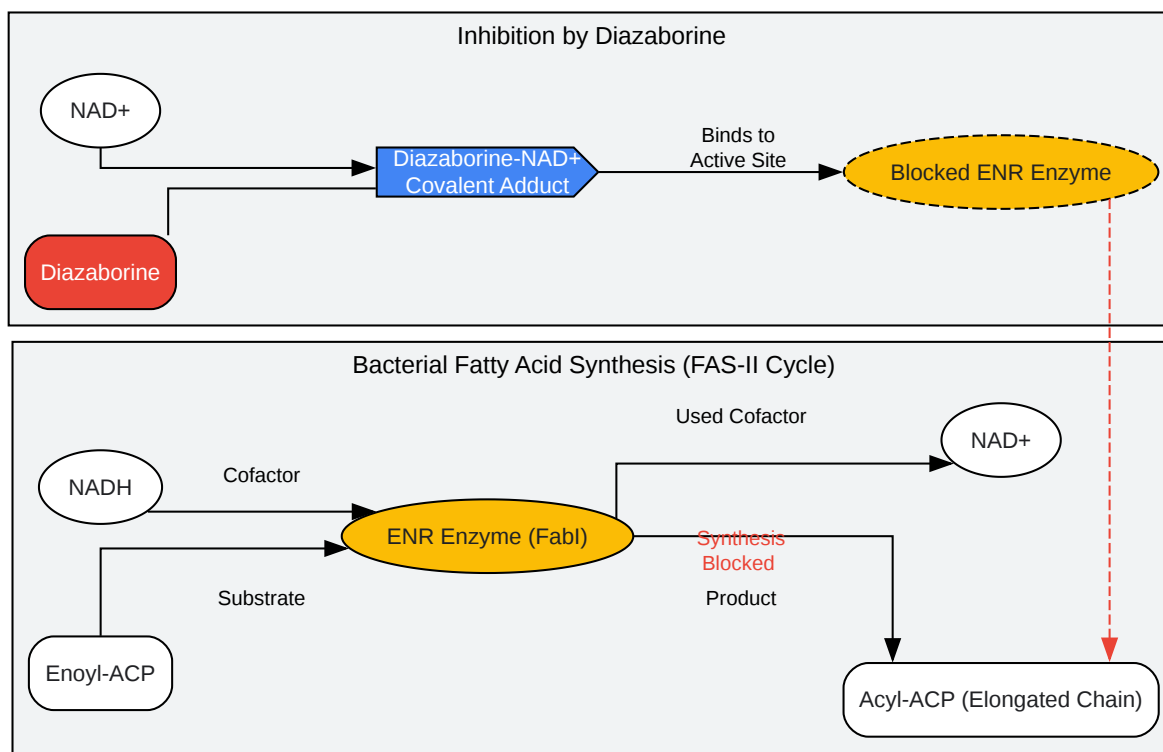 Inhibition by Diazaborine
NAD+
Diazaborine-NAD+
Covalent Adduct
Binds to
Active Site
Blocked ENR Enzyme
Diazaborine
Bacterial Fatty Acid Synthesis (FAS-II Cycle)
Used Cofactor
NAD+
NADH
Cofactor
ENR Enzyme (FabI)
Synthesis
Blocked
Substrate
Product
Enoyl-ACP
Acyl-ACP (Elongated Chain)